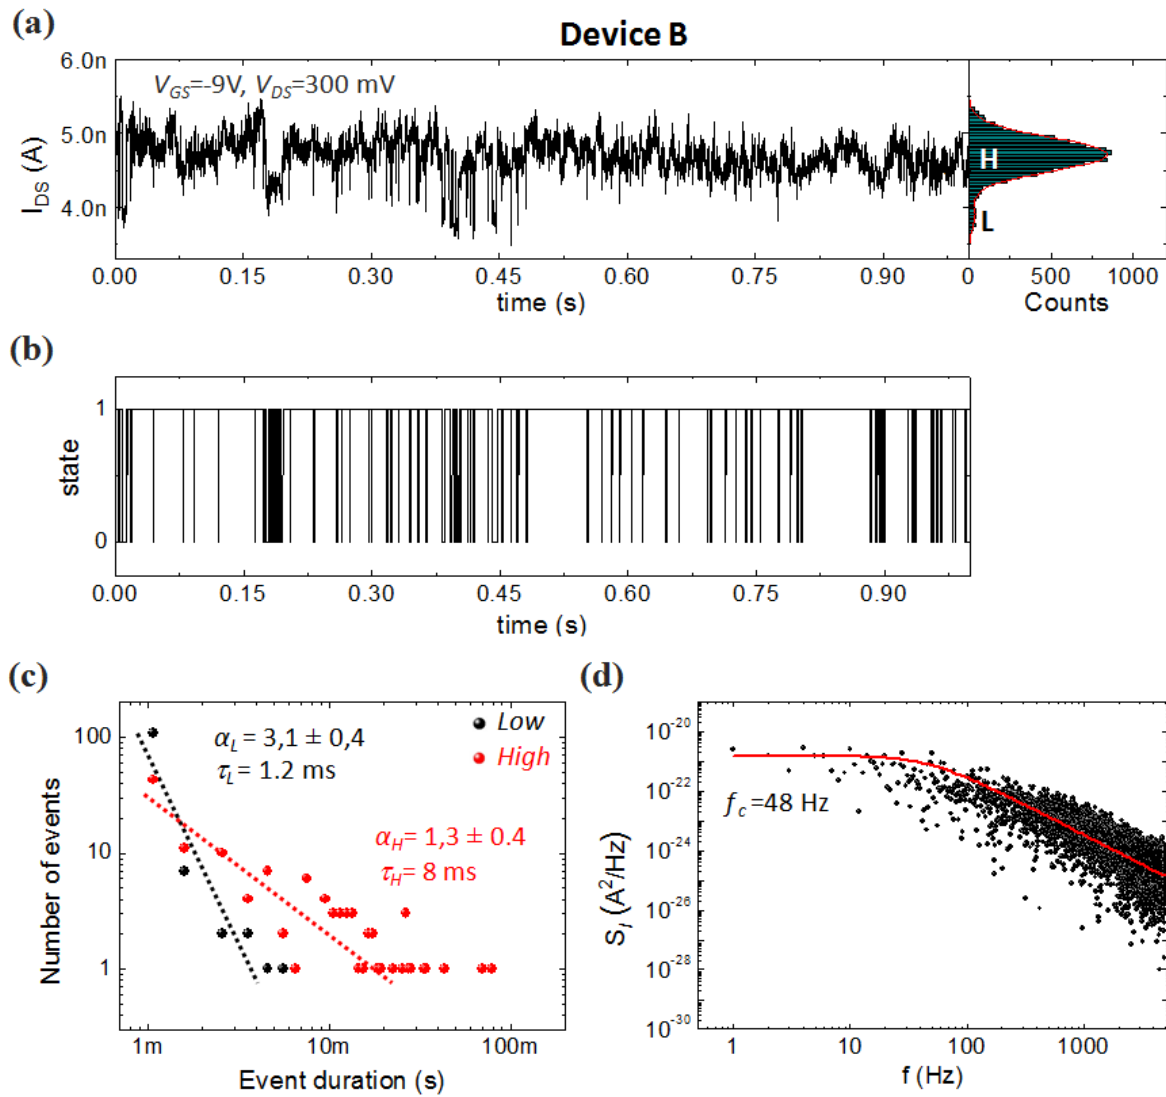 (a)
Device B
V_GS=-9V, V_DS=300 mV
I_DS (A)
6.0n
5.0n
4.0n
H
L
0.00 0.15 0.30 0.45 0.60 0.75 0.90 0 500 1000
time (s) Counts
(b)
state
1
0
0.00 0.15 0.30 0.45 0.60 0.75 0.90
time (s)
(c)
Number of events
100
10
1
α_L = 3,1 ± 0,4
τ_L = 1.2 ms
Low
High
α_H = 1,3 ± 0.4
τ_H = 8 ms
1m 10m 100m
Event duration (s)
(d)
S_I (A²/Hz)
10⁻²⁰
10⁻²²
10⁻²⁴
10⁻²⁶
10⁻²⁸
10⁻³⁰
f_c=48 Hz
1 10 100 1000
f (Hz)